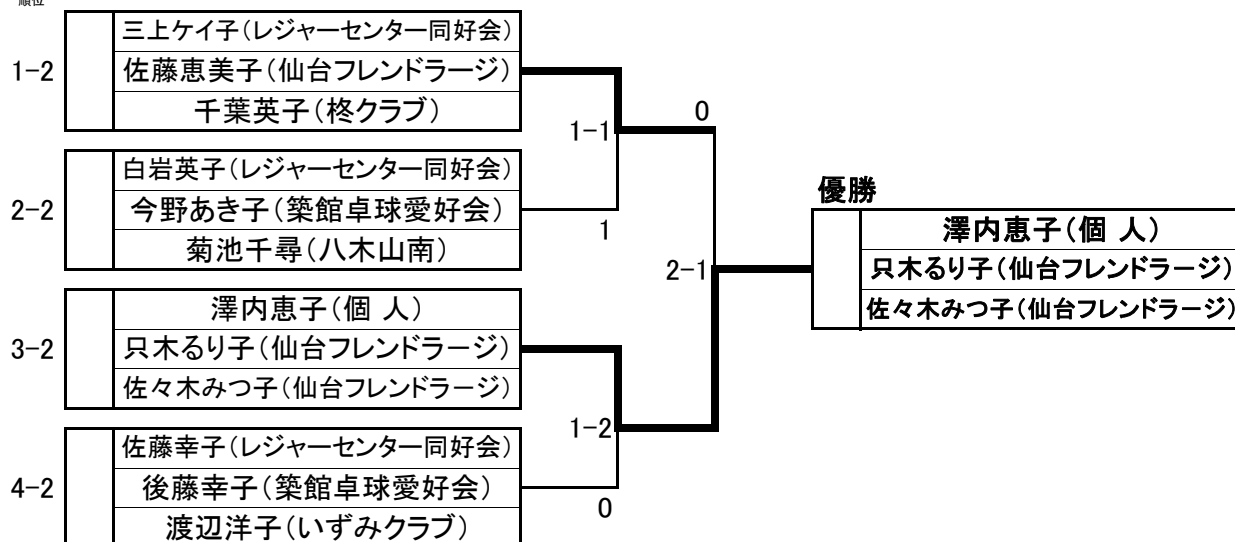 順位
三上ケイ子(レジャーセンター同好会)
1-2
佐藤恵美子(仙台フレンドラージ)
千葉英子(柊クラブ)
1-1
0
白岩英子(レジャーセンター同好会)
2-2
今野あき子(築館卓球愛好会)
1
菊池千尋(八木山南)
優勝
澤内恵子(個 人)
2-1
只木るり子(仙台フレンドラージ)
佐々木みつ子(仙台フレンドラージ)
澤内恵子(個 人)
3-2
只木るり子(仙台フレンドラージ)
佐々木みつ子(仙台フレンドラージ)
1-2
佐藤幸子(レジャーセンター同好会)
4-2
後藤幸子(築館卓球愛好会)
0
渡辺洋子(いずみクラブ)